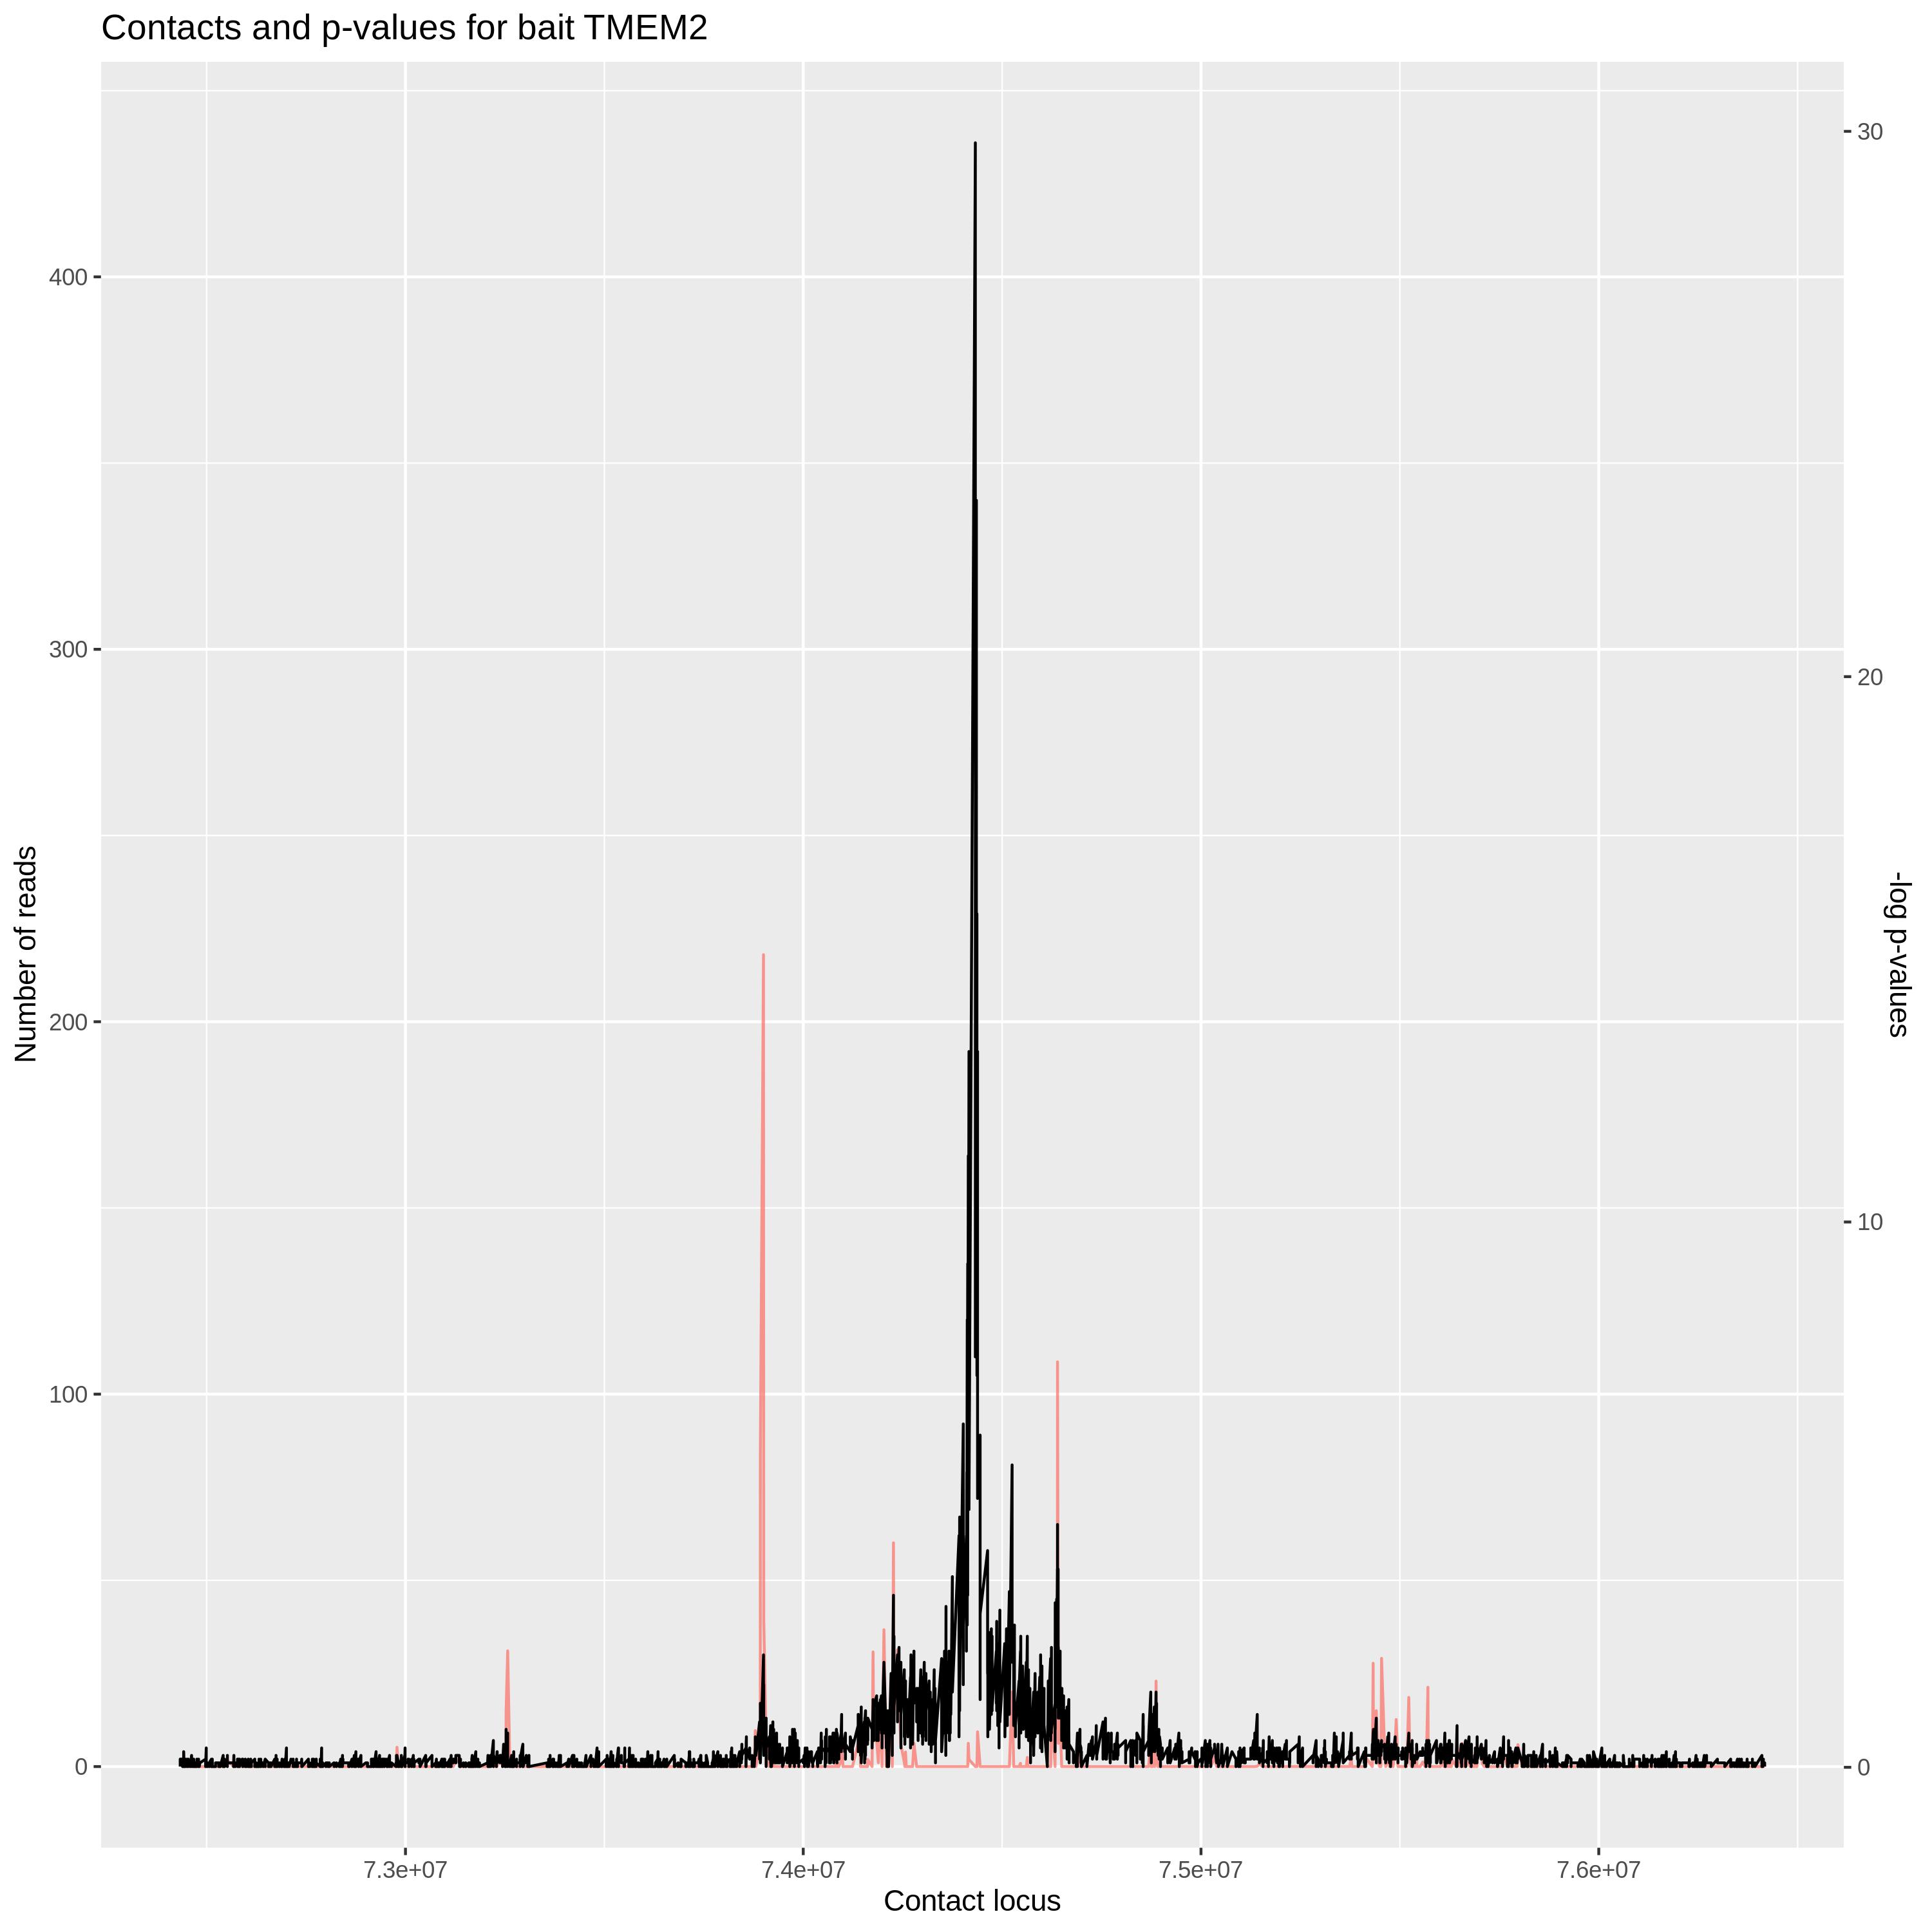 Contacts and p-values for bait TMEM2
Number of reads
400
300
200
100
0
30
20
10
0
-log p-values
7.3e+07
7.4e+07
7.5e+07
7.6e+07
Contact locus